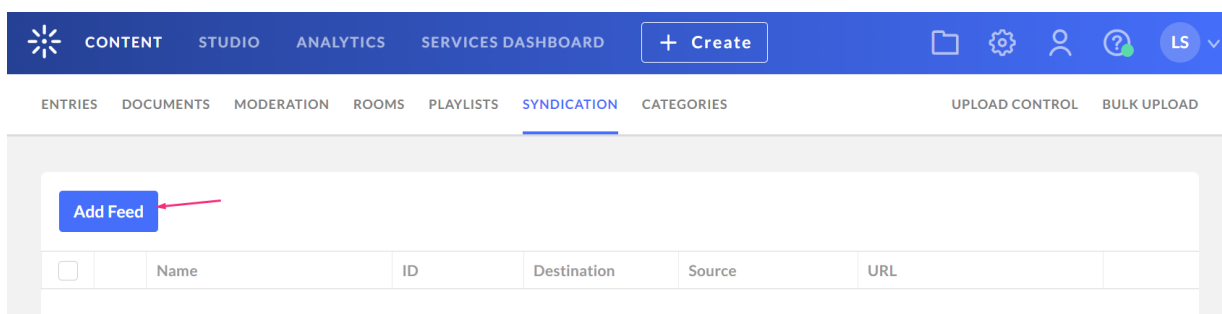 CONTENT STUDIO ANALYTICS SERVICES DASHBOARD + Create LS
ENTRIES DOCUMENTS MODERATION ROOMS PLAYLISTS SYNDICATION CATEGORIES UPLOAD CONTROL BULK UPLOAD
Add Feed
Name ID Destination Source URL